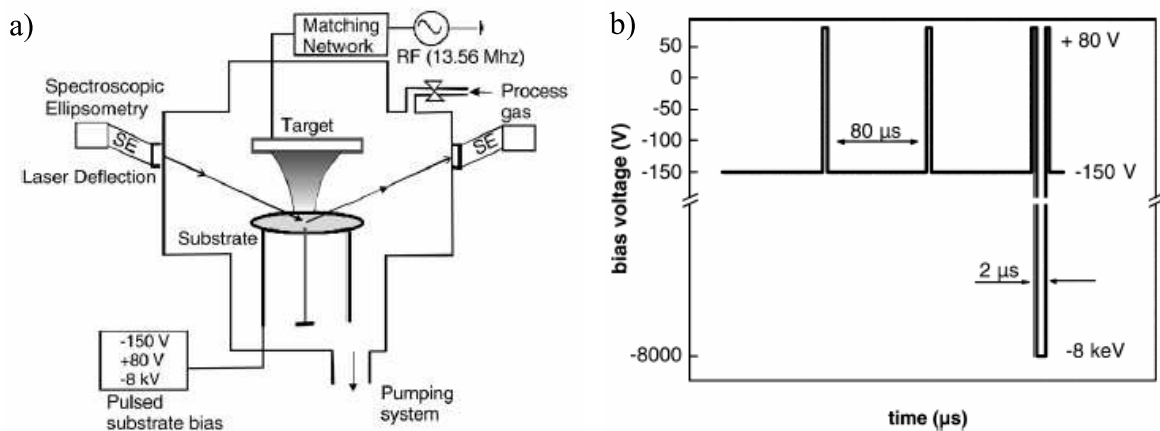 a)
Matching
Network
RF (13.56 Mhz)
Spectroscopic
Ellipsometry
SE
Laser Deflection
Target
Process
gas
SE
Substrate
-150 V
+80 V
-8 kV
Pulsed
substrate bias
Pumping
system
b)
bias voltage (V)
50
0
-50
-100
-150
-8000
80 µs
+ 80 V
-150 V
2 µs
-8 keV
time (µs)